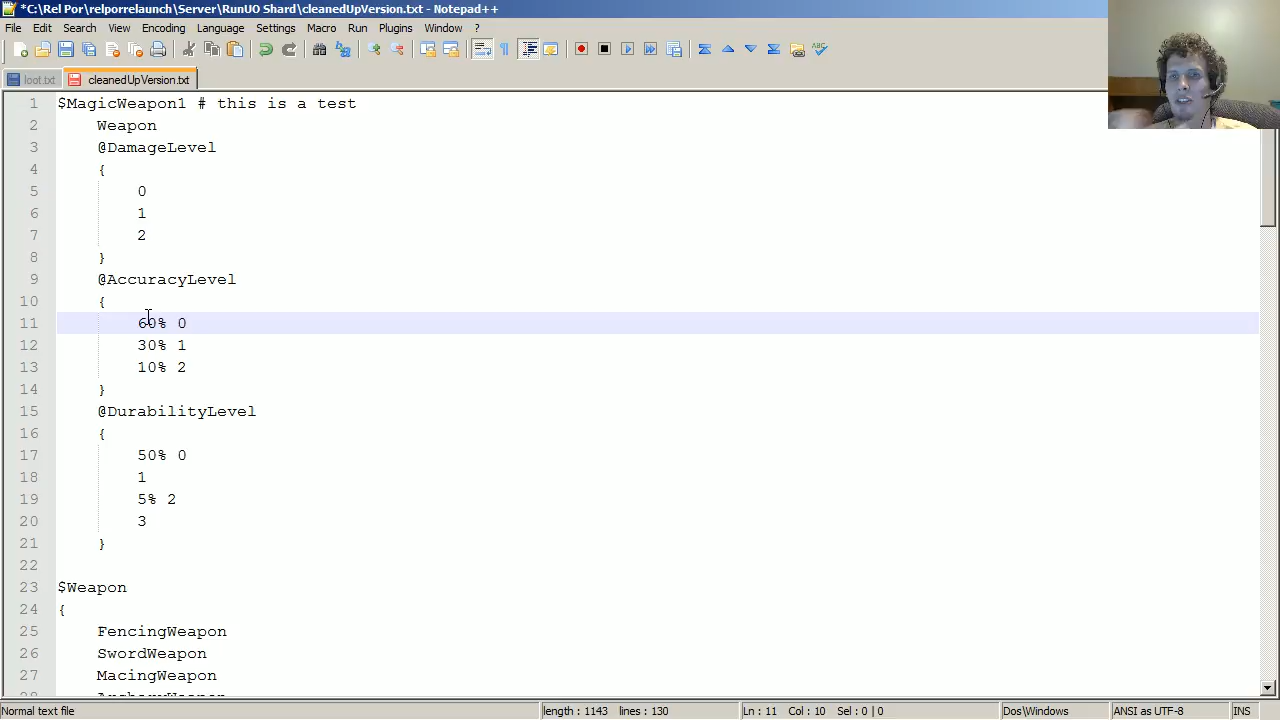 *C:\Rel Por\relporrelaunch\Server\RunUO Shard\cleanedUpVersion.txt - Notepad++
File Edit Search View Encoding Language Settings Macro Run Plugins Window ?
loot.txt cleanedUpVersion.txt
1 $MagicWeapon1 # this is a test
2 Weapon
3 @DamageLevel
4 {
5 0
6 1
7 2
8 }
9 @AccuracyLevel
10 {
11 60% 0
12 30% 1
13 10% 2
14 }
15 @DurabilityLevel
16 {
17 50% 0
18 1
19 5% 2
20 3
21 }
22
23 $Weapon
24 {
25 FencingWeapon
26 SwordWeapon
27 MacingWeapon
28 ArcheryWeapon
Normal text file length : 1143 lines : 130 Ln : 11 Col : 10 Sel : 0 | 0 Dos\Windows ANSI as UTF-8 INS